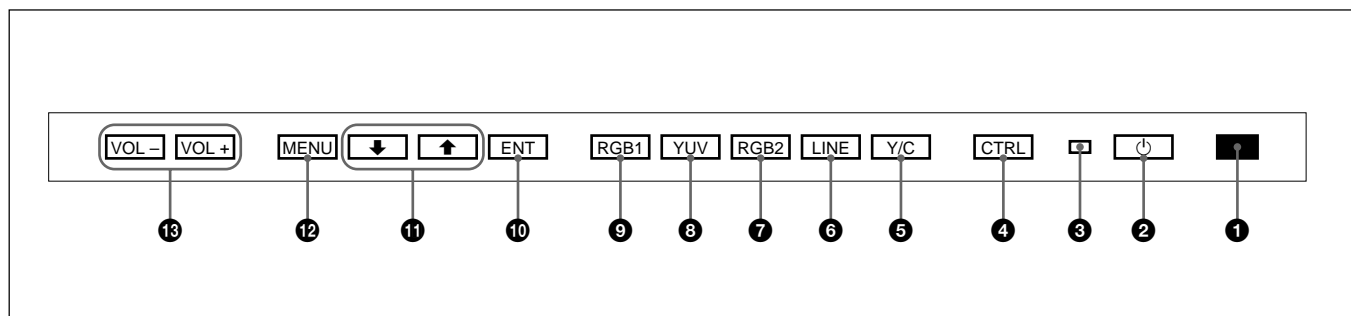 VOL – VOL + MENU ENT RGB1 YUV RGB2 LINE Y/C CTRL
13 12 11 10 9 8 7 6 5 4 3 2 1